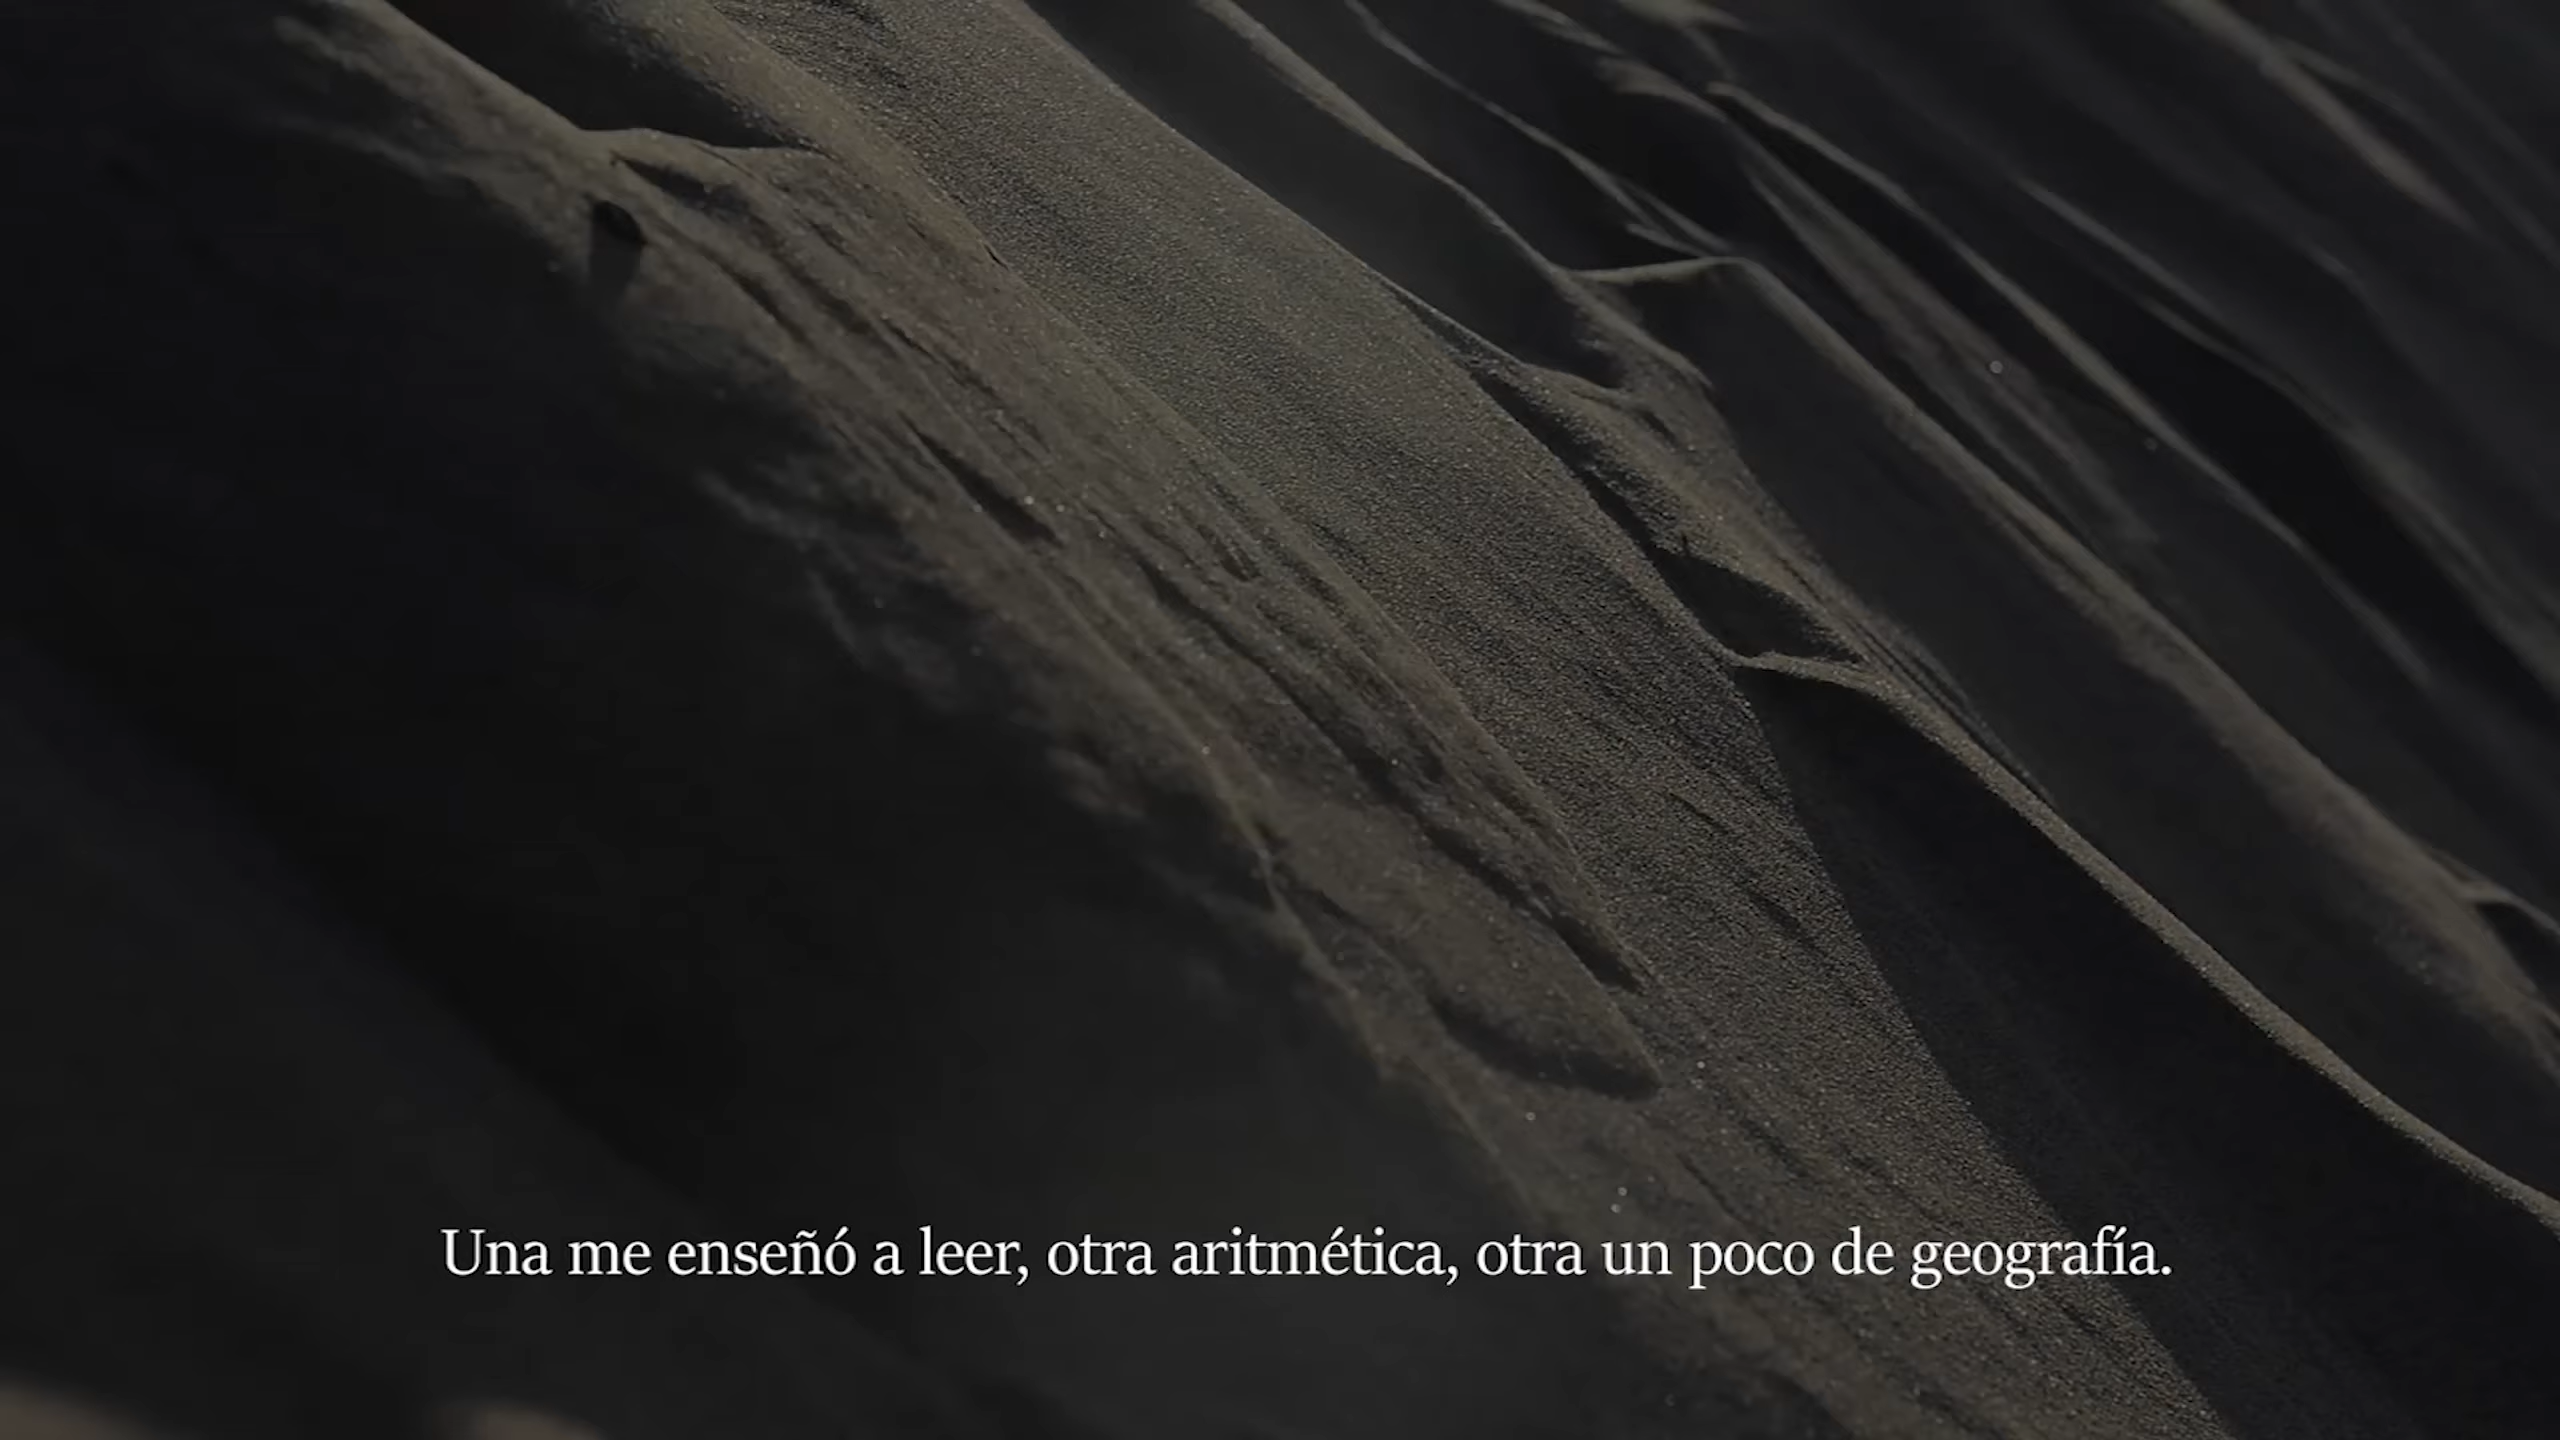 Una me enseñó a leer, otra aritmética, otra un poco de geografía.